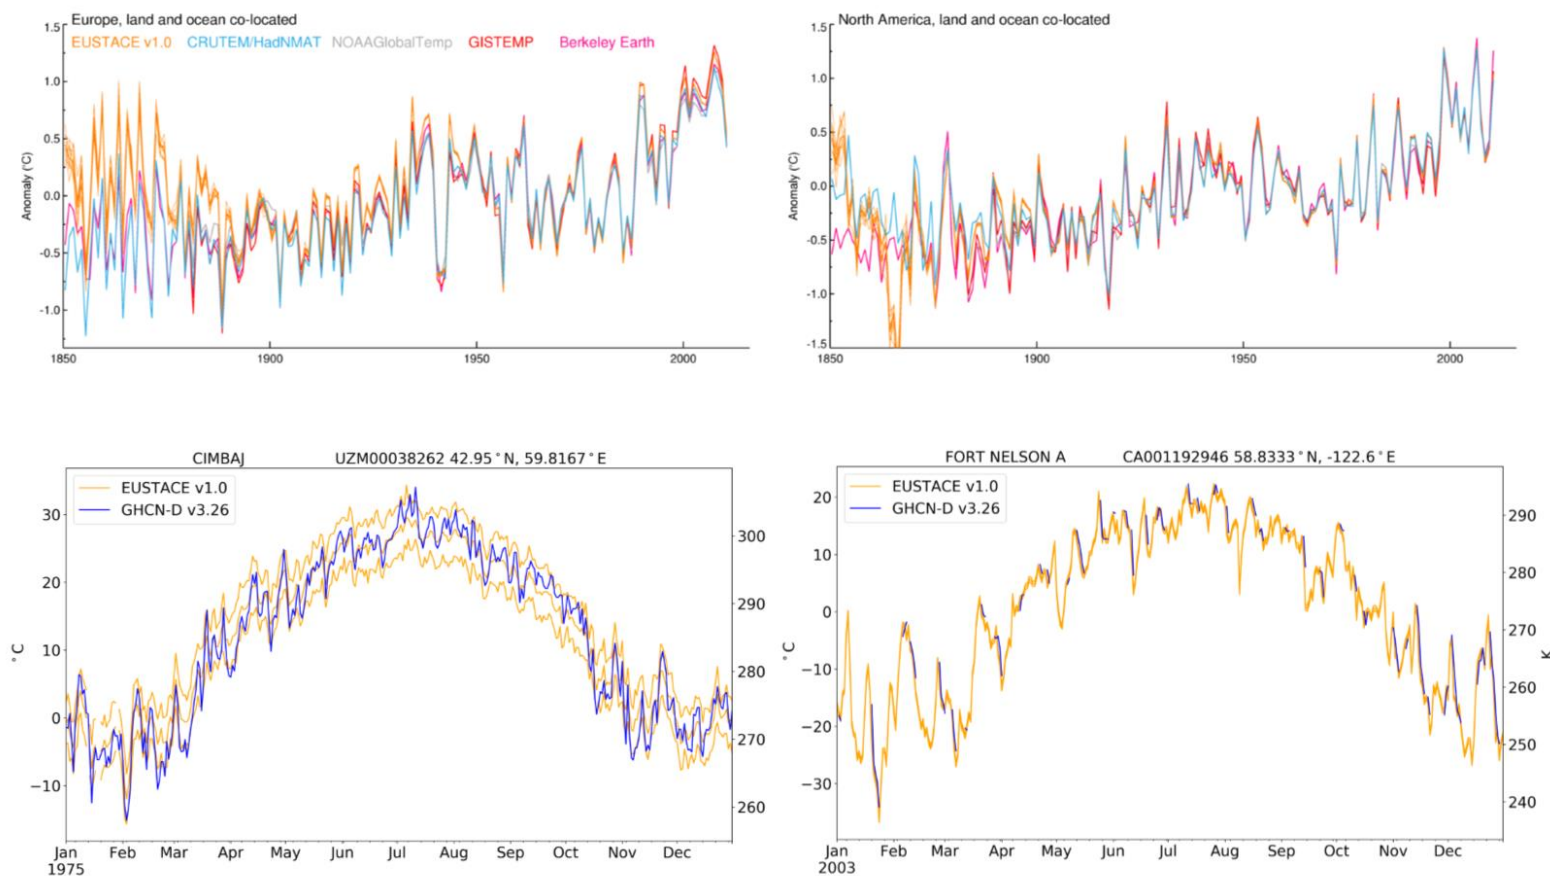 Europe, land and ocean co-located
EUSTACE v1.0 CRUTEM/HadNMAT NOAAGlobalTemp GISTEMP Berkeley Earth
Anomaly (°C)
1.5
1.0
0.5
0.0
-0.5
-1.0
1850 1900 1950 2000
North America, land and ocean co-located
Anomaly (°C)
1.5
1.0
0.5
0.0
-0.5
-1.0
-1.5
1850 1900 1950 2000
CIMBAJ UZM00038262 42.95°N, 59.8167°E
EUSTACE v1.0
GHCN-D v3.26
°C
30
20
10
0
−10
300
290
280
270
260
Jan Feb Mar Apr May Jun Jul Aug Sep Oct Nov Dec
1975
FORT NELSON A CA001192946 58.8333°N, -122.6°E
EUSTACE v1.0
GHCN-D v3.26
°C
20
10
0
−10
−20
−30
290
280
270
260
250
240
K
Jan Feb Mar Apr May Jun Jul Aug Sep Oct Nov Dec
2003